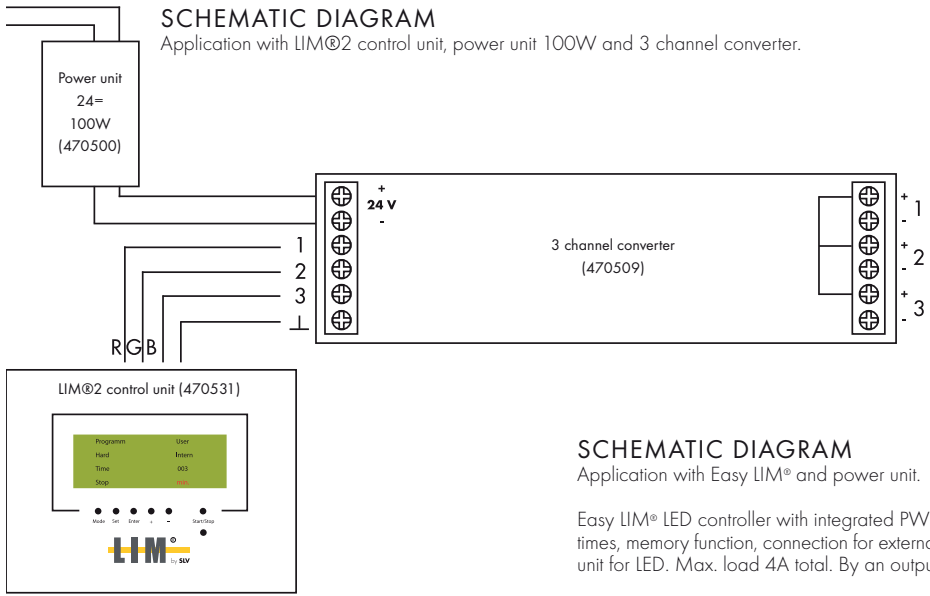 SCHEMATIC DIAGRAM
Application with LIM®2 control unit, power unit 100W and 3 channel converter.
Power unit
24=
100W
(470500)
+
24 V
-
1
2
3
⊥
3 channel converter
(470509)
+
1
-
+
2
-
+
3
-
R G B
LIM®2 control unit (470531)
Programm User
Hard Intern
Time 003
Stop min.
Mode Set Enter + - Start/Stop
LIM®
by SLV
SCHEMATIC DIAGRAM
Application with Easy LIM® and power unit.
Easy LIM® LED controller with integrated PW
times, memory function, connection for externa
unit for LED. Max. load 4A total. By an outpu